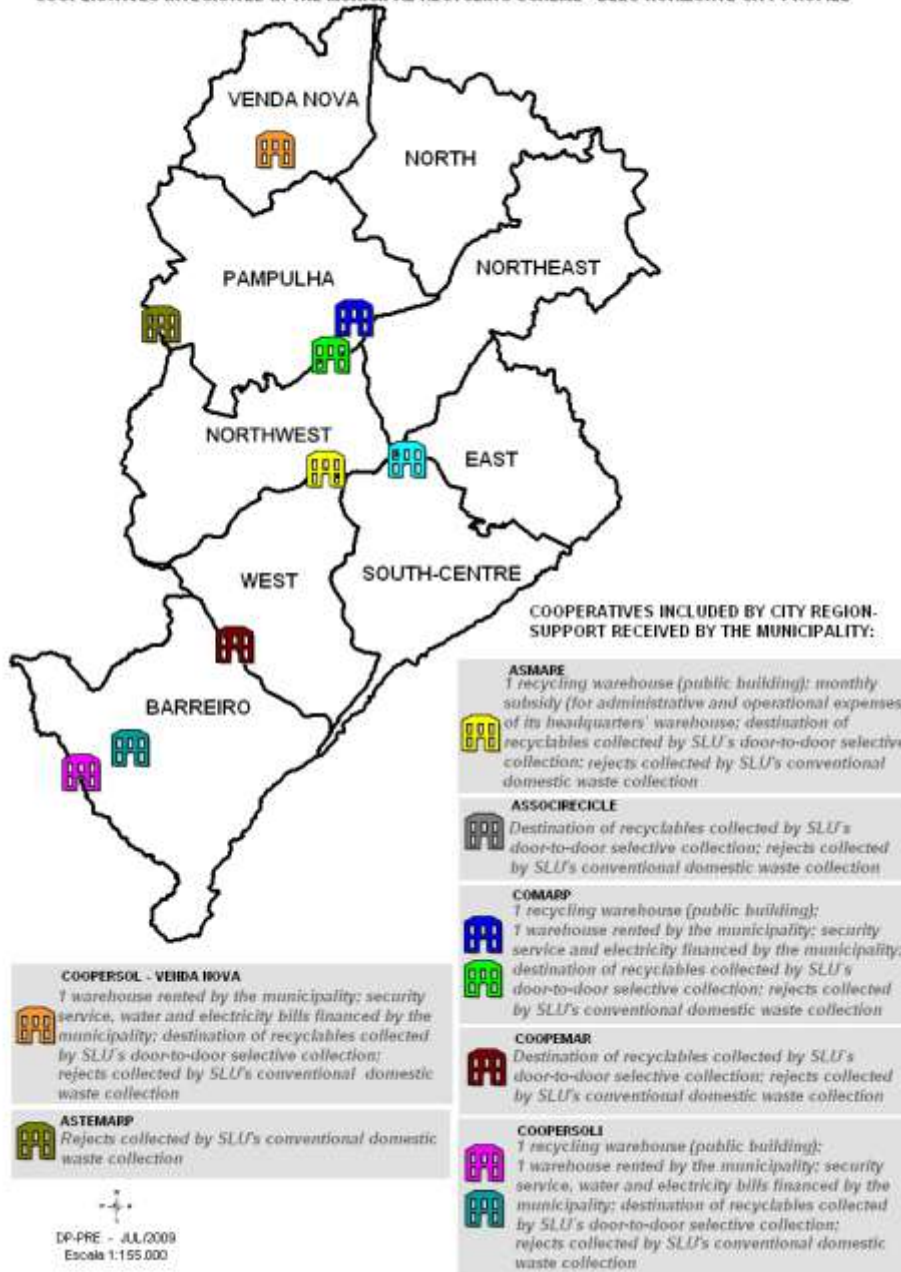 VENDA NOVA
NORTH
NORTHEAST
PAMPULHA
NORTHWEST
EAST
WEST
SOUTH-CENTRE
BARREIRO
COOPERATIVES INCLUDED BY CITY REGION-
SUPPORT RECEIVED BY THE MUNICIPALITY:
ASMARE
1 recycling warehouse (public building); monthly
subsidy (for administrative and operational expenses
of its headquarters' warehouse; destination of
recyclables collected by SLU's door-to-door selective
collection; rejects collected by SLU's conventional
domestic waste collection
ASSOCIRECICLE
Destination of recyclables collected by SLU's
door-to-door selective collection; rejects collected
by SLU's conventional domestic waste collection
COMARP
1 recycling warehouse (public building);
1 warehouse rented by the municipality; security
service and electricity financed by the municipality;
destination of recyclables collected by SLU's
door-to-door selective collection; rejects collected
by SLU's conventional domestic waste collection
COOPEMAR
Destination of recyclables collected by SLU's
door-to-door selective collection; rejects collected
by SLU's conventional domestic waste collection
COOPERSOLI
1 recycling warehouse (public building);
1 warehouse rented by the municipality; security
service, water and electricity bills financed by the
municipality; destination of recyclables collected
by SLU's door-to-door selective collection;
rejects collected by SLU's conventional domestic
waste collection
COOPERSOL - VENDA NOVA
1 warehouse rented by the municipality; security
service, water and electricity bills financed by the
municipality; destination of recyclables collected
by SLU's door-to-door selective collection;
rejects collected by SLU's conventional domestic
waste collection
ASTEMARP
Rejects collected by SLU's conventional domestic
waste collection
DP-PRE - JUL/2009
Escala 1:155.000